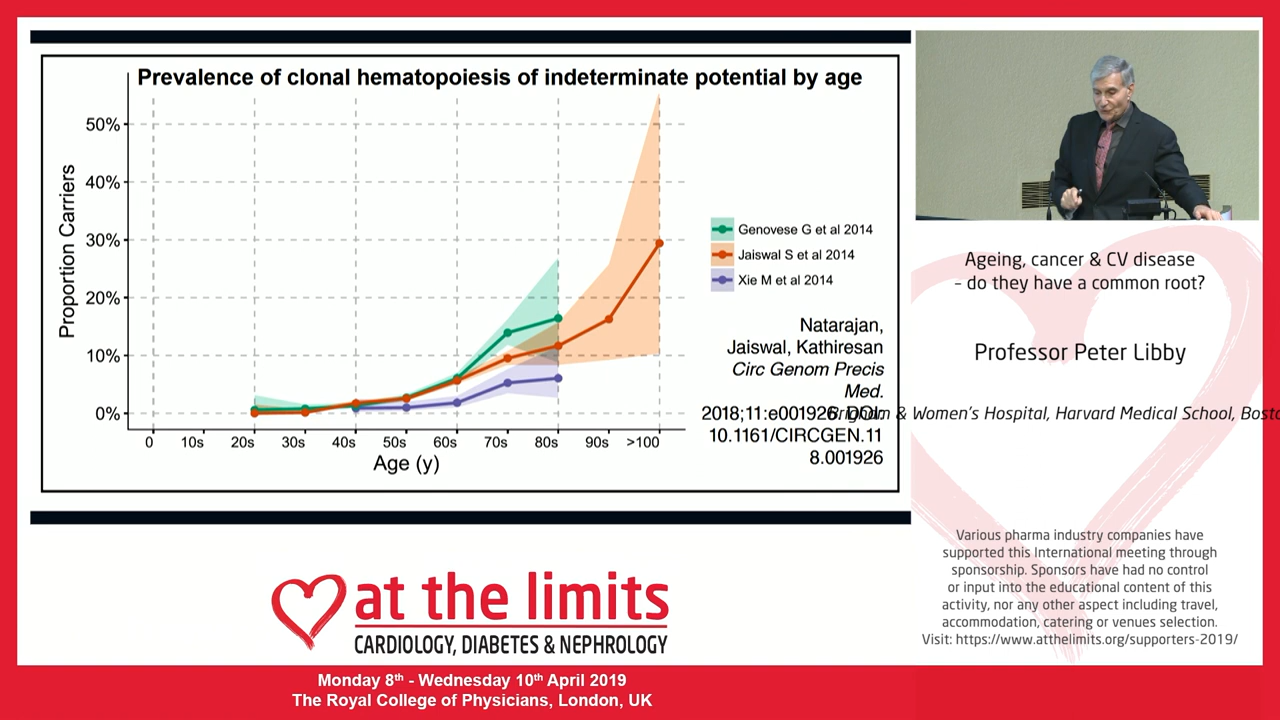 Prevalence of clonal hematopoiesis of indeterminate potential by age
Proportion Carriers
50%
40%
30%
20%
10%
0%
0 10s 20s 30s 40s 50s 60s 70s 80s 90s >100
Age (y)
Genovese G et al 2014
Jaiswal S et al 2014
Xie M et al 2014
Natarajan,
Jaiswal, Kathiresan
Circ Genom Precis
Med.
2018;11:e001926. DOI:
10.1161/CIRCGEN.11
8.001926
Ageing, cancer & CV disease
– do they have a common root?
Professor Peter Libby
Brigham & Women's Hospital, Harvard Medical School, Bosto
Various pharma industry companies have
supported this International meeting through
sponsorship. Sponsors have had no control
or input into the educational content of this
activity, nor any other aspect including travel,
accommodation, catering or venues selection.
Visit: https://www.atthelimits.org/supporters-2019/
at the limits
CARDIOLOGY, DIABETES & NEPHROLOGY
Monday 8th - Wednesday 10th April 2019
The Royal College of Physicians, London, UK